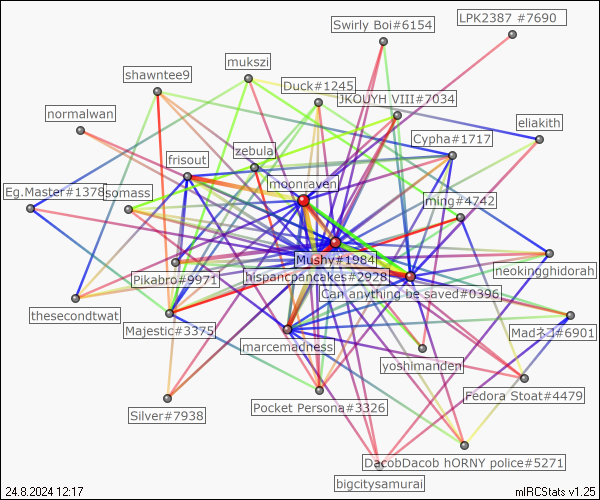 LPK2387 #7690
Swirly Boi#6154
mukszi
shawntee9
Duck#1245
JKOUYH VIII#7034
normalwan
eliakith
Cypha#1717
zebula
frisout
moonraven
Eg.Master#1378
somass
ming#4742
Mushy#1984
neokingghidorah
hispancpancakes#2928
Pikabro#9971
Can anything be saved#0396
thesecondtwat
Majestic#3375
Madネコ#6901
marcemadness
yoshimanden
Fedora Stoat#4479
Pocket Persona#3326
Silver#7938
DacobDacob hORNY police#5271
bigcitysamurai
24.8.2024 12:17
mIRCStats v1.25